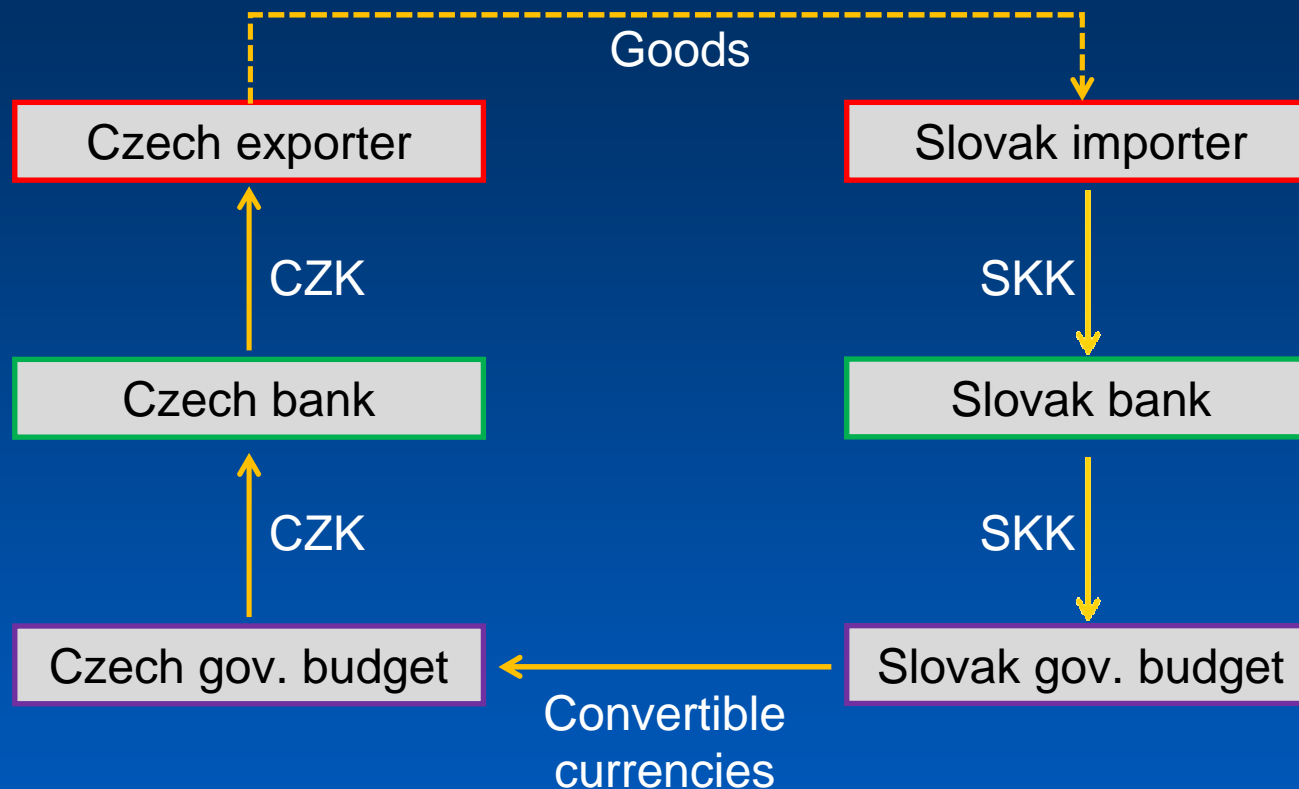 Goods
Czech exporter
Slovak importer
CZK
SKK
Czech bank
Slovak bank
CZK
SKK
Czech gov. budget
Slovak gov. budget
Convertible
currencies